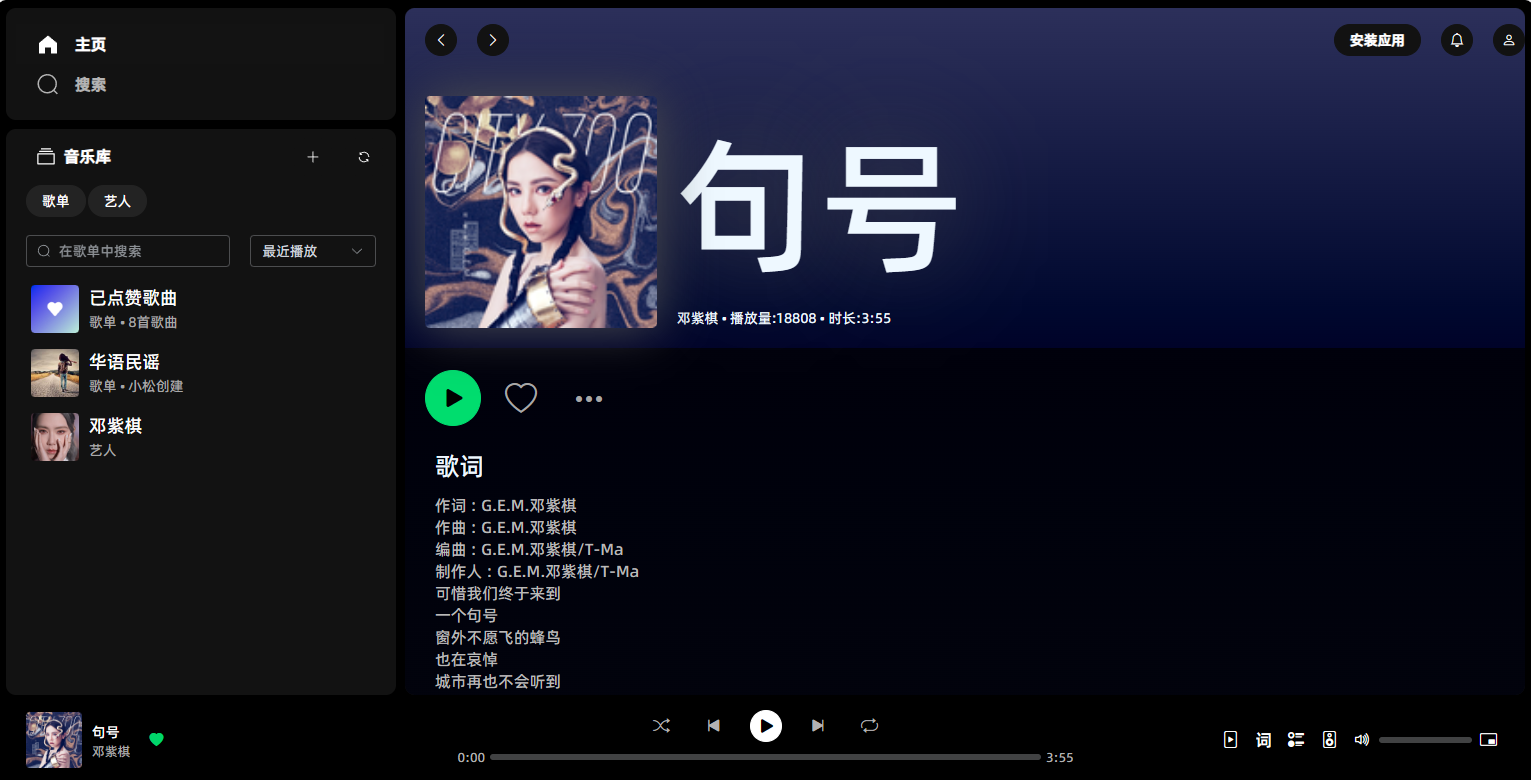 主页
搜索
音乐库
歌单 艺人
在歌单中搜索 最近播放
已点赞歌曲
歌单 • 8首歌曲
华语民谣
歌单 • 小松创建
邓紫棋
艺人
安装应用
CITY ZOO
句号
邓紫棋 • 播放量:18808 • 时长:3:55
歌词
作词：G.E.M.邓紫棋
作曲：G.E.M.邓紫棋
编曲：G.E.M.邓紫棋/T-Ma
制作人：G.E.M.邓紫棋/T-Ma
可惜我们终于来到
一个句号
窗外不愿飞的蜂鸟
也在哀悼
城市再也不会听到
句号
邓紫棋
0:00 3:55
词